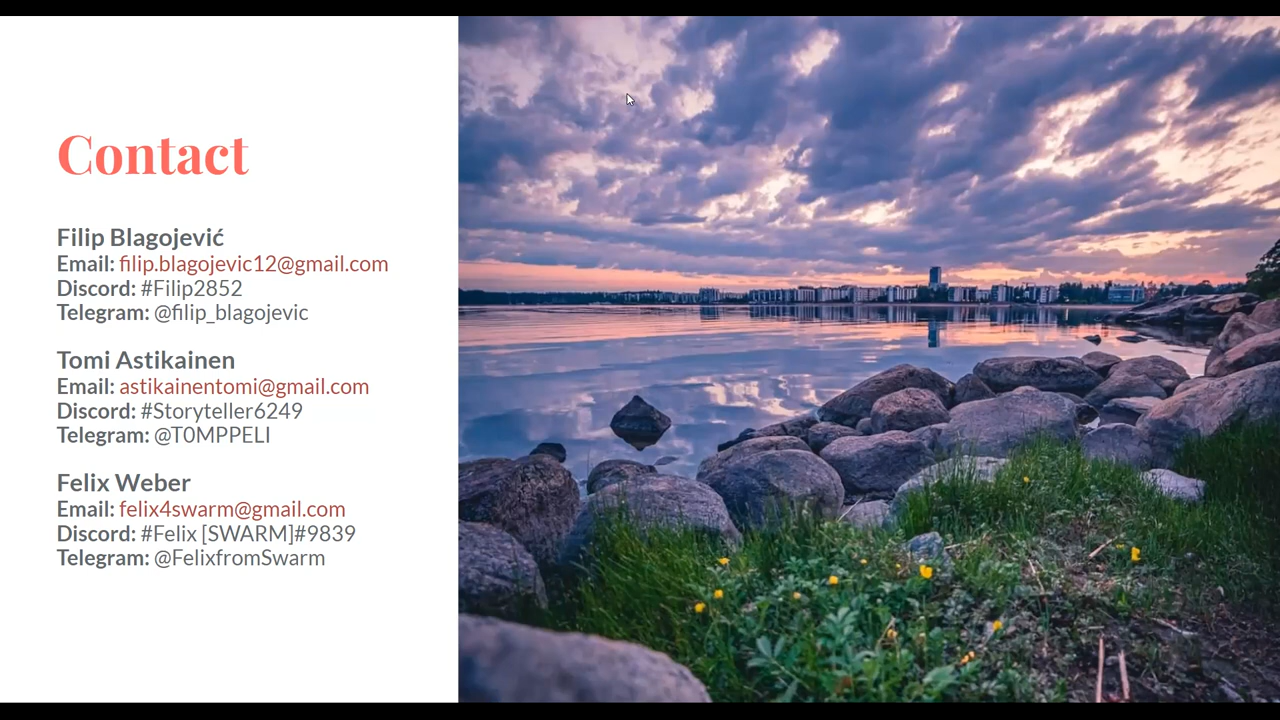 Contact
Filip Blagojević
Email: filip.blagojevic12@gmail.com
Discord: #Filip2852
Telegram: @filip_blagojevic
Tomi Astikainen
Email: astikainentomi@gmail.com
Discord: #Storyteller6249
Telegram: @T0MPPELI
Felix Weber
Email: felix4swarm@gmail.com
Discord: #Felix [SWARM]#9839
Telegram: @FelixfromSwarm